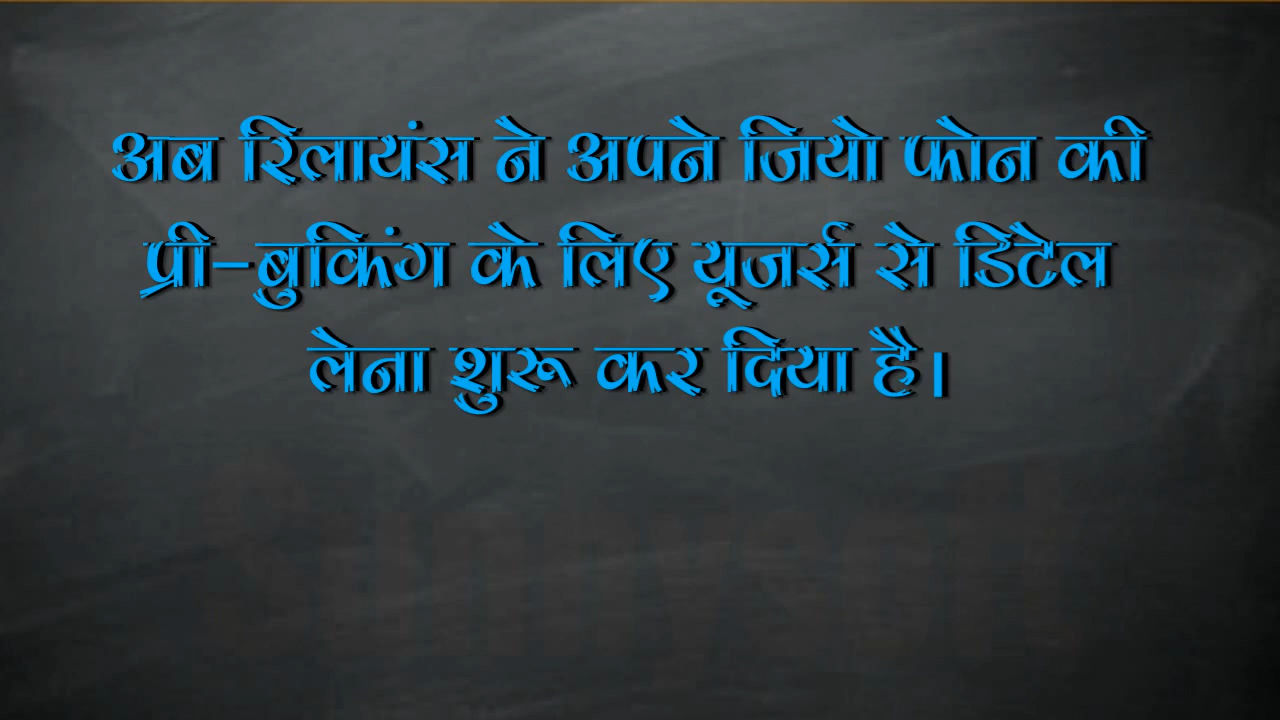 अब रिलायंस ने अपने जियो फोन की
प्री-बुकिंग के लिए यूजर्स से डिटेल
लेना शुरू कर दिया है।